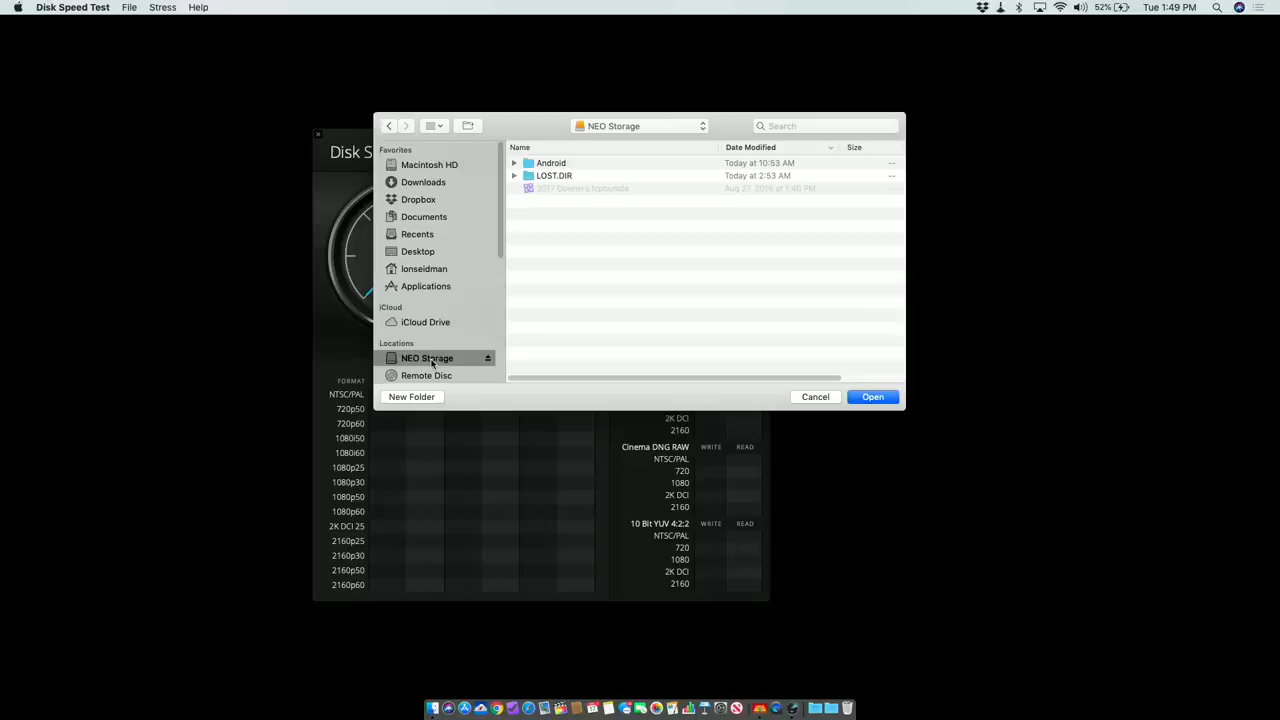 Disk Speed Test File Stress Help 52% Tue 1:49 PM
NEO Storage Search
Disk S
Favorites
Macintosh HD
Downloads
Dropbox
Documents
Recents
Desktop
lonseidman
Applications
iCloud
iCloud Drive
Locations
NEO Storage
Remote Disc
Name Date Modified Size
Android Today at 10:53 AM --
LOST.DIR Today at 2:53 AM --
New Folder Cancel Open
FORMAT
NTSC/PAL
720p50
720p60
1080i50
1080i60
1080p25
1080p30
1080p50
1080p60
2K DCI 25
2160p25
2160p30
2160p50
2160p60
2K DCI
2160
Cinema DNG RAW WRITE READ
NTSC/PAL
720
1080
2K DCI
2160
10 Bit YUV 4:2:2 WRITE READ
NTSC/PAL
720
1080
2K DCI
2160